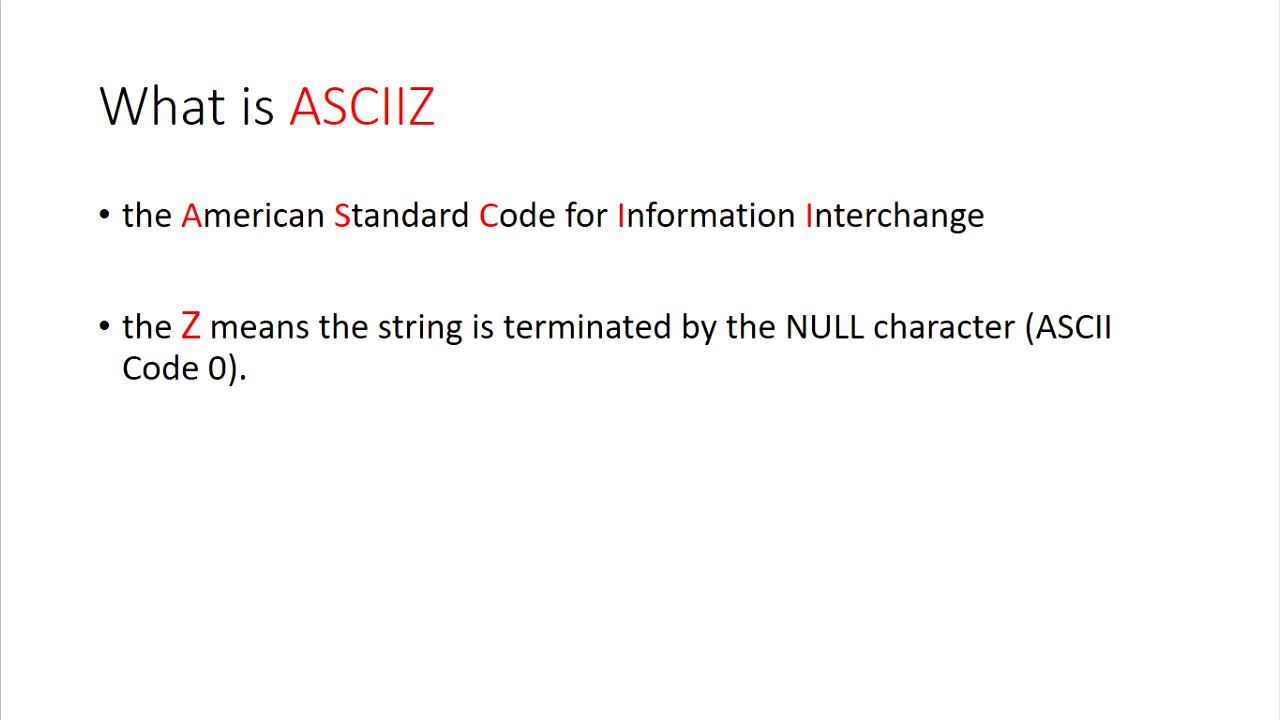 What is ASCIIZ
• the American Standard Code for Information Interchange
• the Z means the string is terminated by the NULL character (ASCII
Code 0).